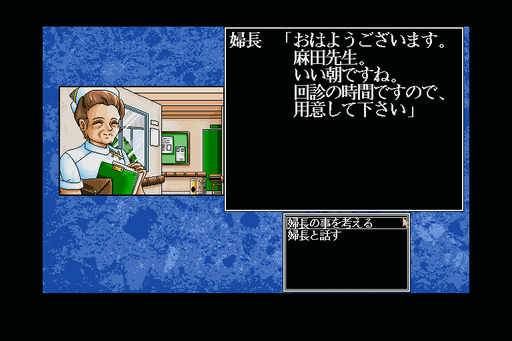 婦長　「おはようございます。
麻田先生。
いい朝ですね。
回診の時間ですので、
用意して下さい」
婦長の事を考える
婦長と話す